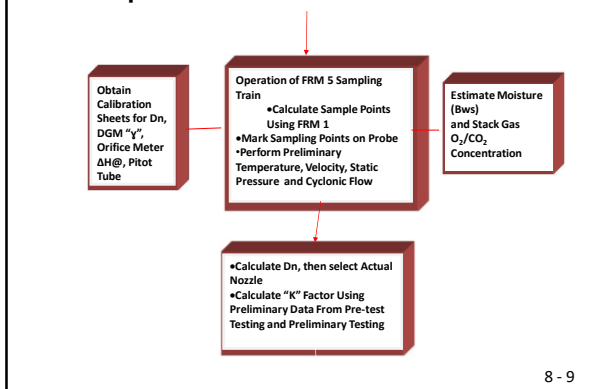 Obtain
Calibration
Sheets for Dn,
DGM “γ”,
Orifice Meter
ΔH@, Pitot
Tube
Operation of FRM 5 Sampling
Train
•Calculate Sample Points
Using FRM 1
•Mark Sampling Points on Probe
•Perform Preliminary
Temperature, Velocity, Static
Pressure and Cyclonic Flow
Estimate Moisture
(Bws)
and Stack Gas
O₂/CO₂
Concentration
•Calculate Dn, then select Actual
Nozzle
•Calculate “K” Factor Using
Preliminary Data From Pre-test
Testing and Preliminary Testing
8 - 9